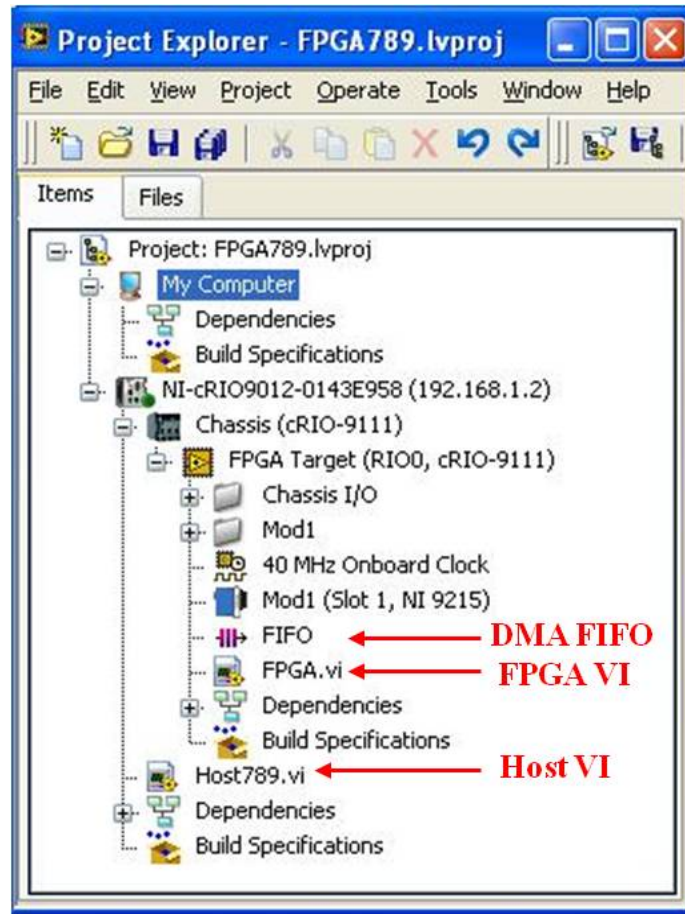 Project Explorer - FPGA789.lvproj
File Edit View Project Operate Tools Window Help
Items Files
Project: FPGA789.lvproj
My Computer
Dependencies
Build Specifications
NI-cRIO9012-0143E958 (192.168.1.2)
Chassis (cRIO-9111)
FPGA Target (RIO0, cRIO-9111)
Chassis I/O
Mod1
40 MHz Onboard Clock
Mod1 (Slot 1, NI 9215)
FIFO DMA FIFO
FPGA.vi FPGA VI
Dependencies
Build Specifications
Host789.vi Host VI
Dependencies
Build Specifications